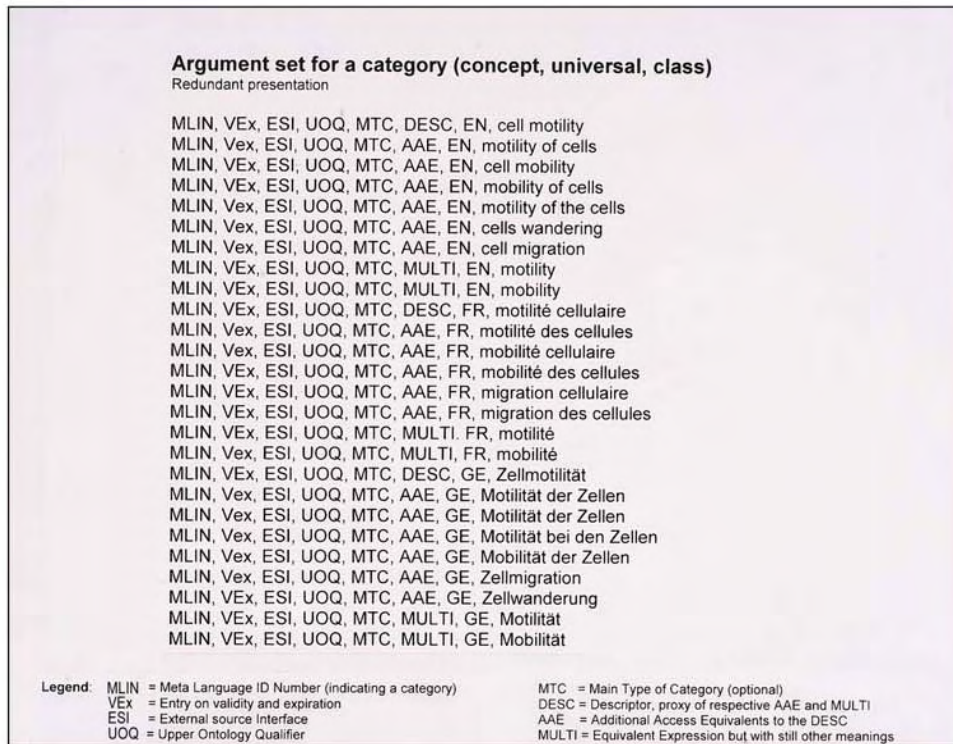 Argument set for a category (concept, universal, class)
Redundant presentation
MLIN, VEx, ESI, UOQ, MTC, DESC, EN, cell motility
MLIN, Vex, ESI, UOQ, MTC, AAE, EN, motility of cells
MLIN, VEx, ESI, UOQ, MTC, AAE, EN, cell mobility
MLIN, VEx, ESI, UOQ, MTC, AAE, EN, mobility of cells
MLIN, Vex, ESI, UOQ, MTC, AAE, EN, motility of the cells
MLIN, VEx, ESI, UOQ, MTC, AAE, EN, cells wandering
MLIN, Vex, ESI, UOQ, MTC, AAE, EN, cell migration
MLIN, VEx, ESI, UOQ, MTC, MULTI, EN, motility
MLIN, VEx, ESI, UOQ, MTC, MULTI, EN, mobility
MLIN, VEx, ESI, UOQ, MTC, DESC, FR, motilité cellulaire
MLIN, Vex, ESI, UOQ, MTC, AAE, FR, motilité des cellules
MLIN, Vex, ESI, UOQ, MTC, AAE, FR, mobilité cellulaire
MLIN, Vex, ESI, UOQ, MTC, AAE, FR, mobilité des cellules
MLIN, Vex, ESI, UOQ, MTC, AAE, FR, migration cellulaire
MLIN, Vex, ESI, UOQ, MTC, AAE, FR, migration des cellules
MLIN, VEx, ESI, UOQ, MTC, MULTI. FR, motilité
MLIN, Vex, ESI, UOQ, MTC, MULTI, FR, mobilité
MLIN, VEx, ESI, UOQ, MTC, DESC, GE, Zellmotilität
MLIN, Vex, ESI, UOQ, MTC, AAE, GE, Motilität der Zellen
MLIN, Vex, ESI, UOQ, MTC, AAE, GE, Motilität der Zellen
MLIN, Vex, ESI, UOQ, MTC, AAE, GE, Motilität bei den Zellen
MLIN, Vex, ESI, UOQ, MTC, AAE, GE, Mobilität der Zellen
MLIN, Vex, ESI, UOQ, MTC, AAE, GE, Zellmigration
MLIN, Vex, ESI, UOQ, MTC, AAE, GE, Zellwanderung
MLIN, Vex, ESI, UOQ, MTC, MULTI, GE, Motilität
MLIN, Vex, ESI, UOQ, MTC, MULTI, GE, Mobilität
Legend: MLIN = Meta Language ID Number (indicating a category)
VEx = Entry on validity and expiration
ESI = External source Interface
UOQ = Upper Ontology Qualifier
MTC = Main Type of Category (optional)
DESC = Descriptor, proxy of respective AAE and MULTI
AAE = Additional Access Equivalents to the DESC
MULTI = Equivalent Expression but with still other meanings